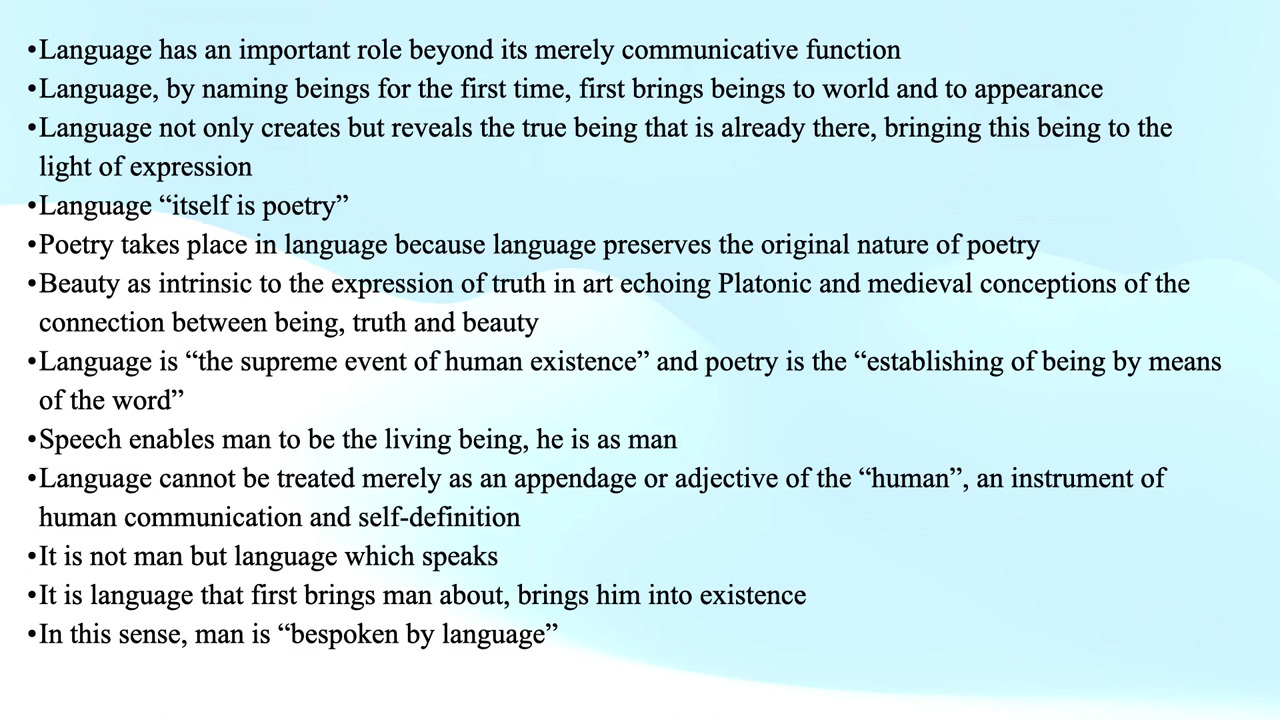 •Language has an important role beyond its merely communicative function
•Language, by naming beings for the first time, first brings beings to world and to appearance
•Language not only creates but reveals the true being that is already there, bringing this being to the
light of expression
•Language “itself is poetry”
•Poetry takes place in language because language preserves the original nature of poetry
•Beauty as intrinsic to the expression of truth in art echoing Platonic and medieval conceptions of the
connection between being, truth and beauty
•Language is “the supreme event of human existence” and poetry is the “establishing of being by means
of the word”
•Speech enables man to be the living being, he is as man
•Language cannot be treated merely as an appendage or adjective of the “human”, an instrument of
human communication and self-definition
•It is not man but language which speaks
•It is language that first brings man about, brings him into existence
•In this sense, man is “bespoken by language”